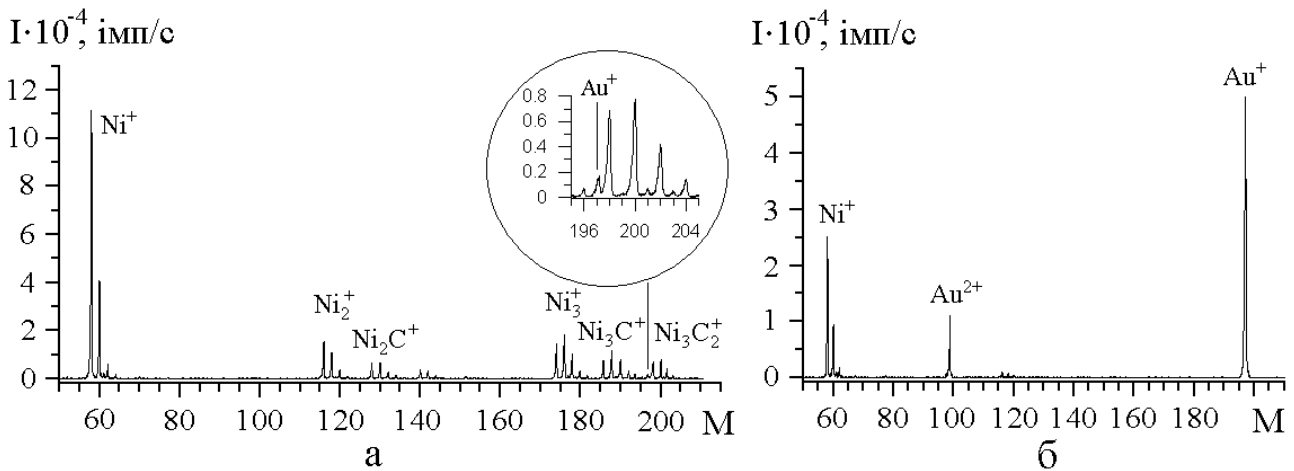 I·10⁻⁴, імп/с
12
10
8
6
4
2
0
Ni⁺
Ni₂⁺
Ni₂C⁺
Ni₃⁺
Ni₃C⁺
Ni₃C₂⁺
60 80 100 120 140 160 180 200 M
Au⁺
0.8
0.6
0.4
0.2
0
196 200 204
а
I·10⁻⁴, імп/с
5
4
3
2
1
0
Ni⁺
Au²⁺
Au⁺
60 80 100 120 140 160 180 M
б